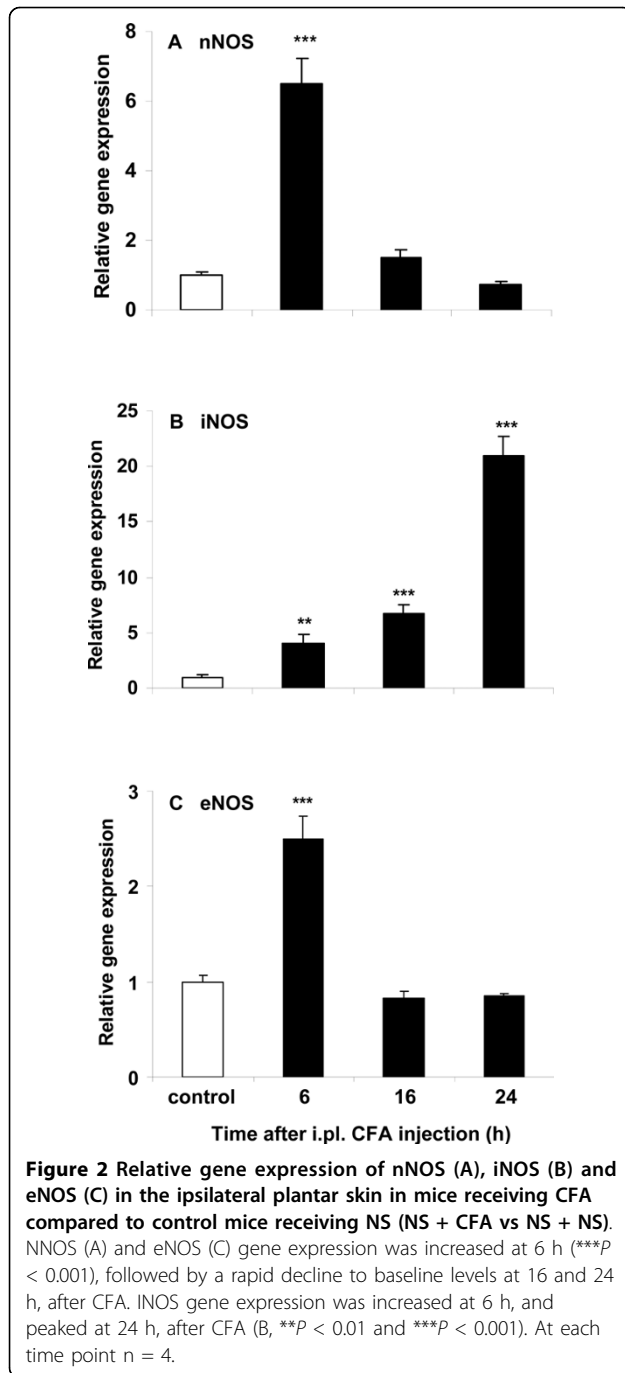 A nNOS
***
Relative gene expression
8
6
4
2
0
B iNOS
**
***
***
Relative gene expression
25
20
15
10
5
0
C eNOS
***
Relative gene expression
3
2
1
0
control 6 16 24
Time after i.pl. CFA injection (h)
Figure 2 Relative gene expression of nNOS (A), iNOS (B) and
eNOS (C) in the ipsilateral plantar skin in mice receiving CFA
compared to control mice receiving NS (NS + CFA vs NS + NS).
NNOS (A) and eNOS (C) gene expression was increased at 6 h (***P
< 0.001), followed by a rapid decline to baseline levels at 16 and 24
h, after CFA. INOS gene expression was increased at 6 h, and
peaked at 24 h, after CFA (B, **P < 0.01 and ***P < 0.001). At each
time point n = 4.